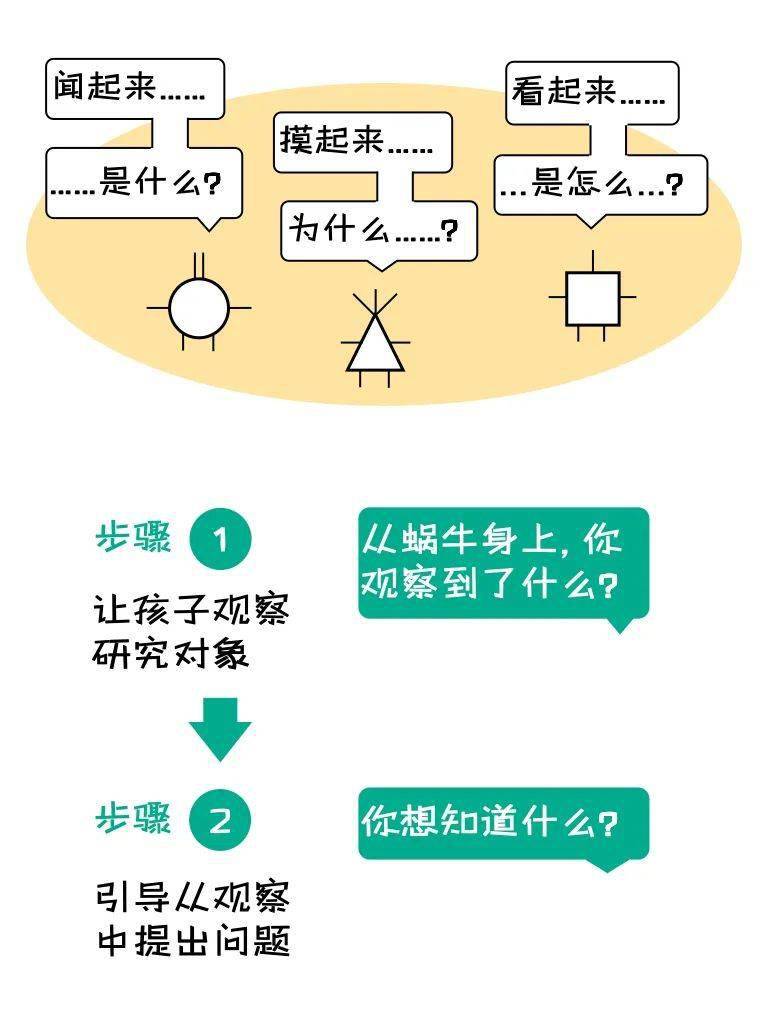 闻起来……
……是什么？
摸起来……
为什么……？
看起来……
…是怎么…？
步骤 1
让孩子观察
研究对象
从蜗牛身上，你
观察到了什么？
步骤 2
引导从观察
中提出问题
你想知道什么？